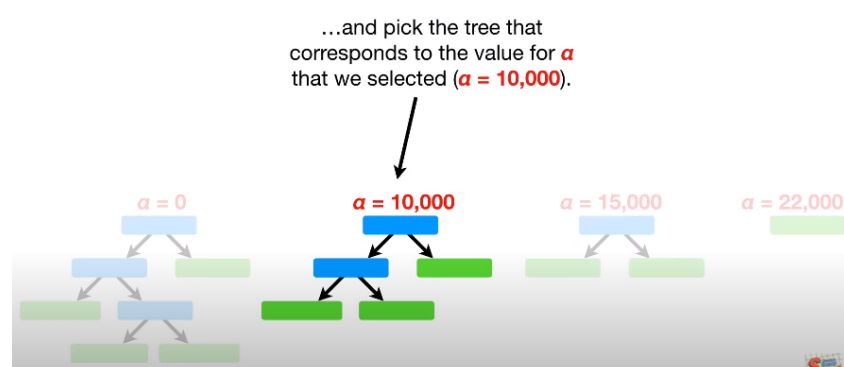 …and pick the tree that
corresponds to the value for α
that we selected (α = 10,000).
α = 0
α = 10,000
α = 15,000
α = 22,000